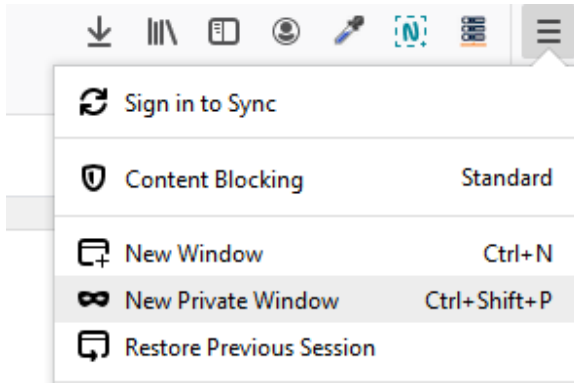 N
Sign in to Sync
Content Blocking Standard
New Window Ctrl+N
New Private Window Ctrl+Shift+P
Restore Previous Session